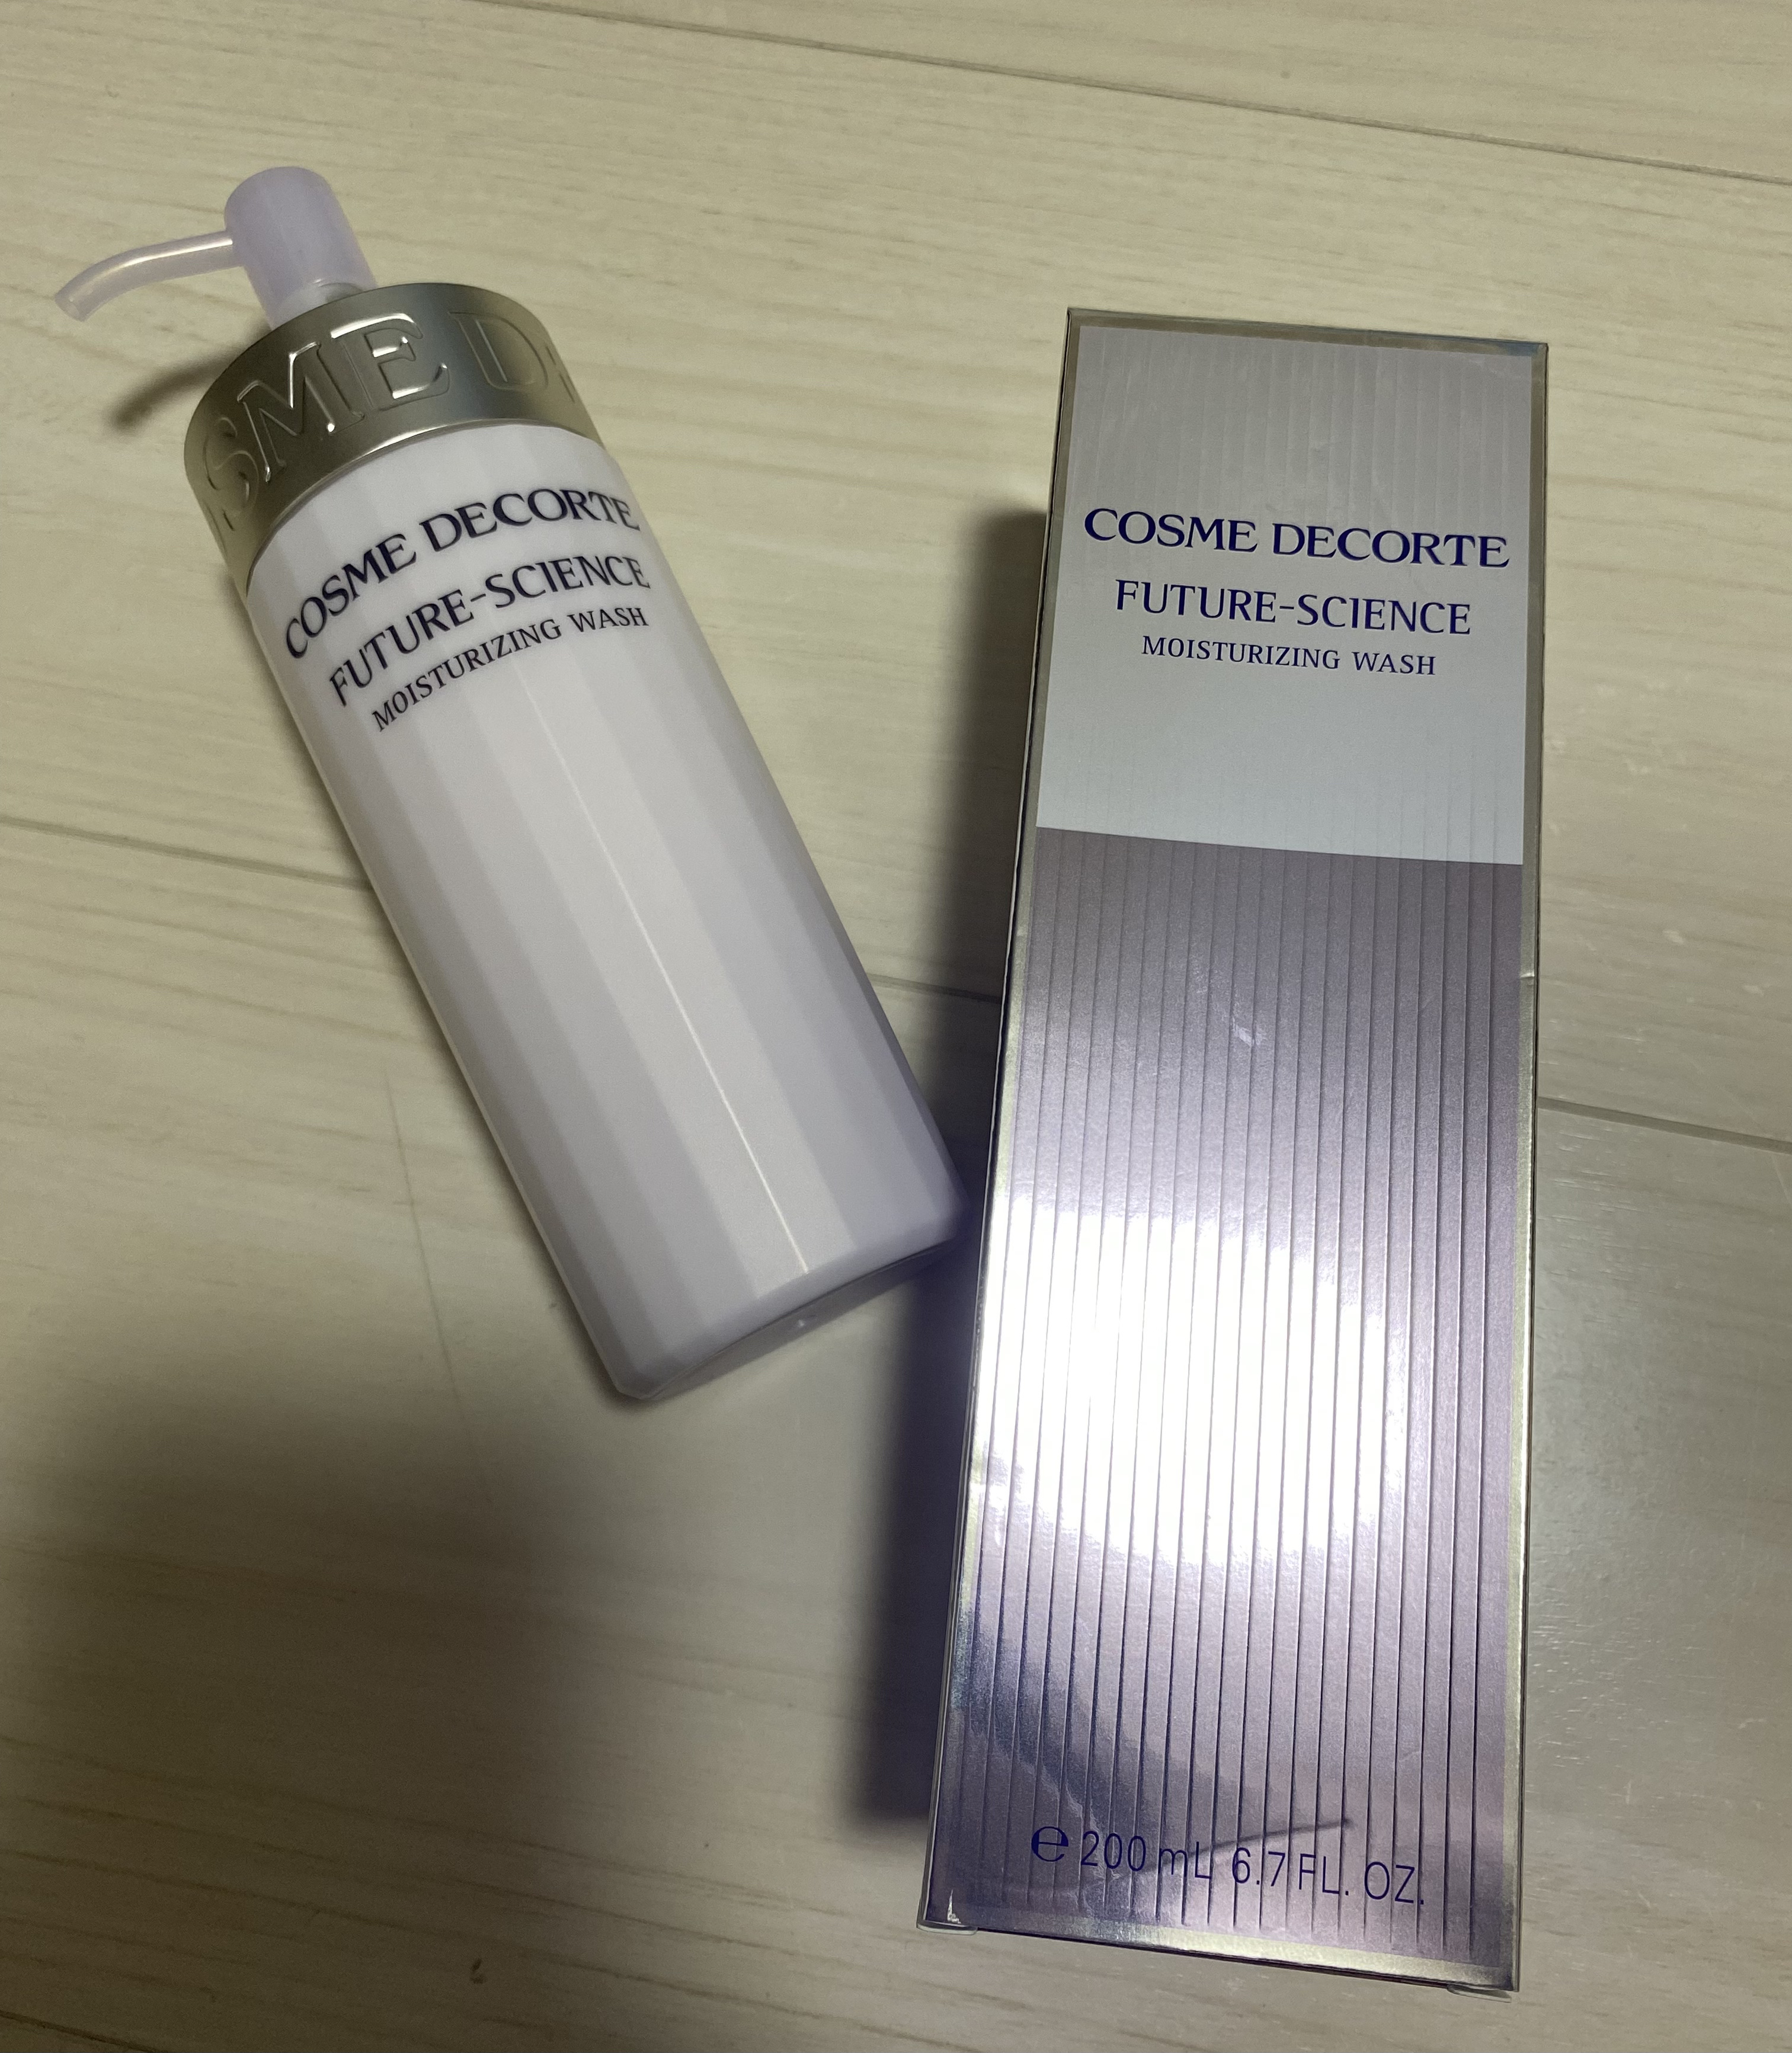 SME D
COSME DECORTE
FUTURE-SCIENCE
MOISTURIZING WASH
COSME DECORTE
FUTURE-SCIENCE
MOISTURIZING WASH
℮ 200 mL 6.7 FL. OZ.